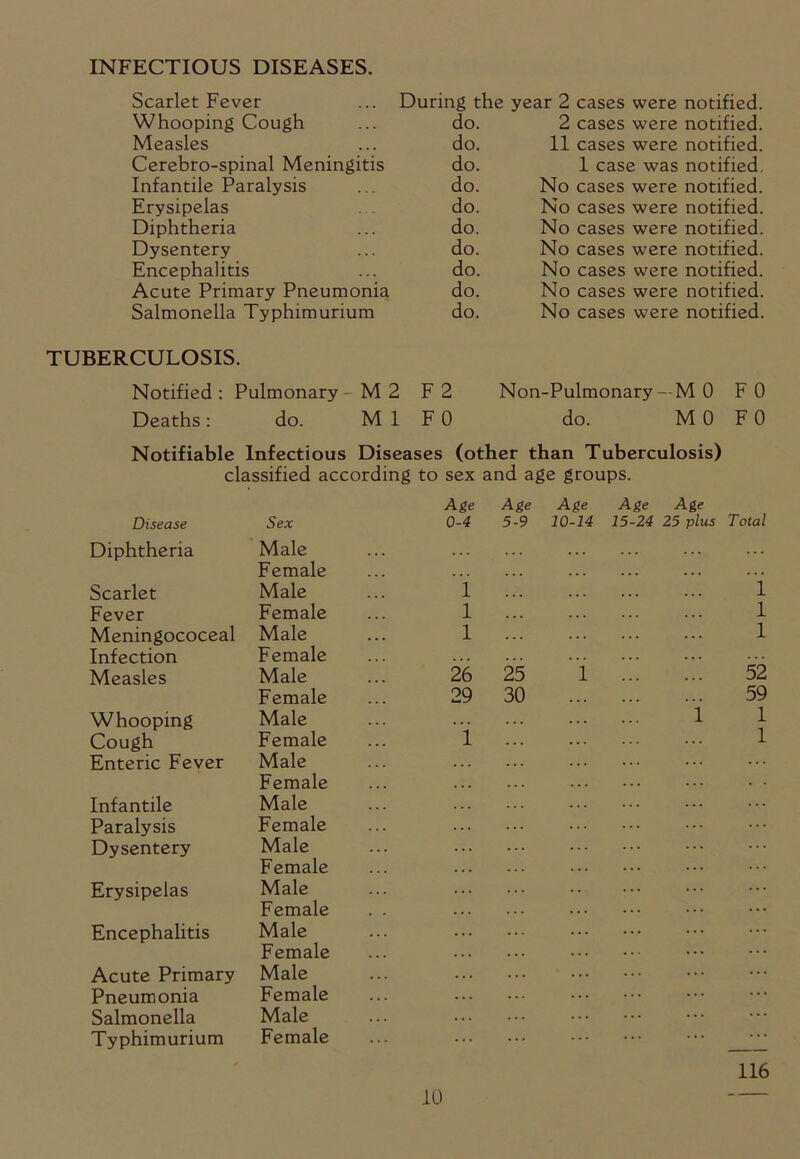 INFECTIOUS DISEASES.
Scarlet Fever ... During the year 2 cases were notified.
Whooping Cough ... do. 2 cases were notified.
Measles ... do. 11 cases were notified.
Cerebro-spinal Meningitis do. 1 case was notified.
Infantile Paralysis ... do. No cases were notified.
Erysipelas ... do. No cases were notified.
Diphtheria ... do. No cases were notified.
Dysentery ... do. No cases were notified.
Encephalitis ... do. No cases were notified.
Acute Primary Pneumonia do. No cases were notified.
Salmonella Typhimurium do. No cases were notified.
TUBERCULOSIS.
Notified : Pulmonary - M 2 F 2 Non-Pulmonary - M 0 F 0
Deaths : do. M 1 F 0 do. M 0 F 0
Notifiable Infectious Diseases (other than Tuberculosis)
classified according to sex and age groups.
Age Age Age Age Age
Disease Sex 0-4 5-9 10-14 15-24 25 plus Total
Diphtheria Male ... ... ... ... ... ... ...
Female ... ... ... ... ... ... ...
Scarlet Male ... 1 ... ... ... ... 1
Fever Female ... 1 ... ... ... ... 1
Meningococeal Male ... 1 ... ... ... ... 1
Infection Female ... ... ... ... ... ... ...
Measles Male ... 26 25 1 ... ... 52
Female ... 29 30 ... ... ... 59
Whooping Male ... ... ... ... ... 1 1
Cough Female ... 1 ... ... ... ... 1
Enteric Fever Male ... ... ... ... ... ... ...
Female ... ... ... ... ... ... . .
Infantile Male ... ... ... ... ... ... ...
Paralysis Female ... ... ... ... ... ... ...
Dysentery Male ... ... ... ... ... ... ...
Female ... ... ... ... ... ... ...
Erysipelas Male ... ... ... .. ... ... ...
Female . . ... ... ... ... ... ...
Encephalitis Male ... ... ... ... ... ... ...
Female ... ... ... ... ... ... ...
Acute Primary Male ... ... ... ... ... ... ...
Pneumonia Female ... ... ... ... ... ... ...
Salmonella Male ... ... ... ... ... ... ...
Typhimurium Female ... ... ... ... ... ... ...
116
10